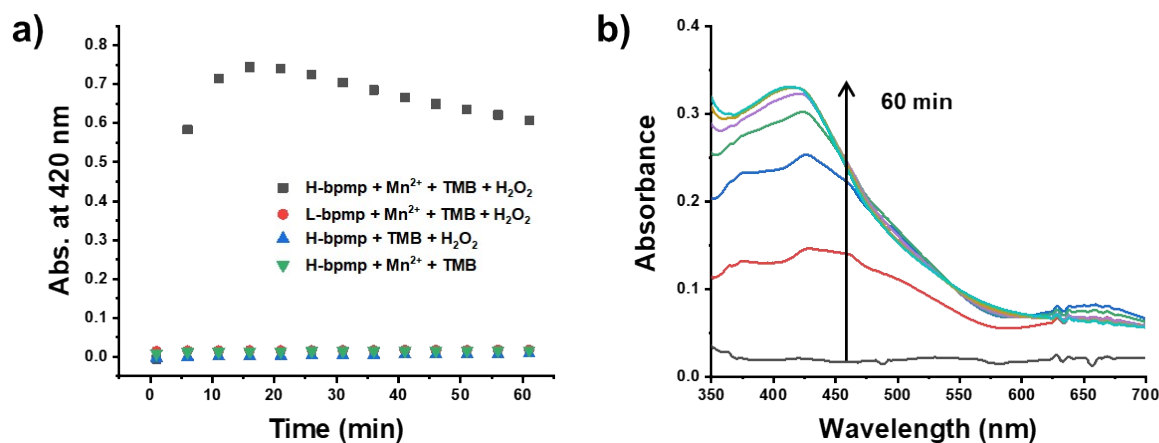 a)
Abs. at 420 nm
0.8
0.7
0.6
0.5
0.4
0.3
0.2
0.1
0.0
H-bpmp + Mn²⁺ + TMB + H₂O₂
L-bpmp + Mn²⁺ + TMB + H₂O₂
H-bpmp + TMB + H₂O₂
H-bpmp + Mn²⁺ + TMB
0 10 20 30 40 50 60
Time (min)
b)
Absorbance
0.4
0.3
0.2
0.1
0.0
60 min
350 400 450 500 550 600 650 700
Wavelength (nm)